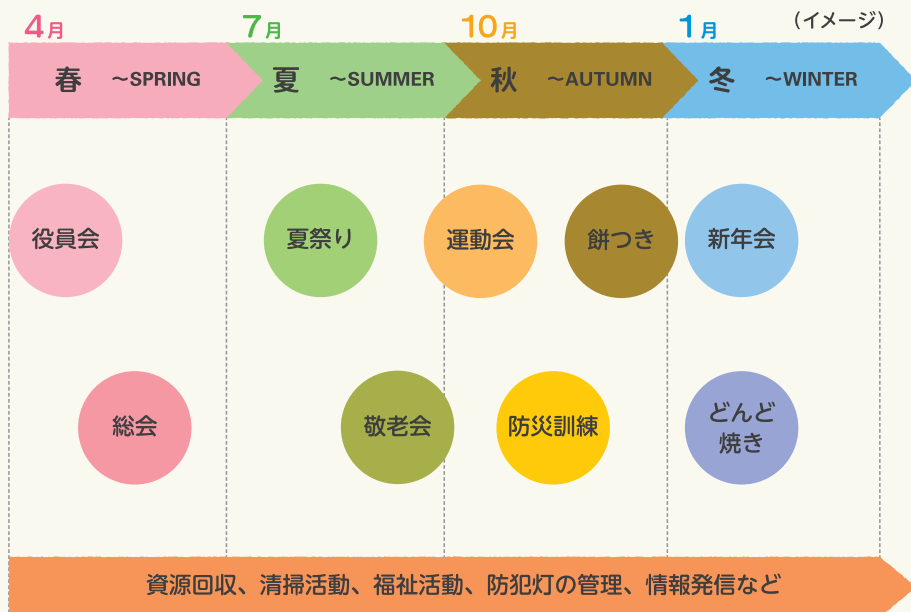 4月
7月
10月
1月
（イメージ）
春 〜SPRING
夏 〜SUMMER
秋 〜AUTUMN
冬 〜WINTER
役員会
夏祭り
運動会
餅つき
新年会
総会
敬老会
防災訓練
どんど
焼き
資源回収、清掃活動、福祉活動、防犯灯の管理、情報発信など